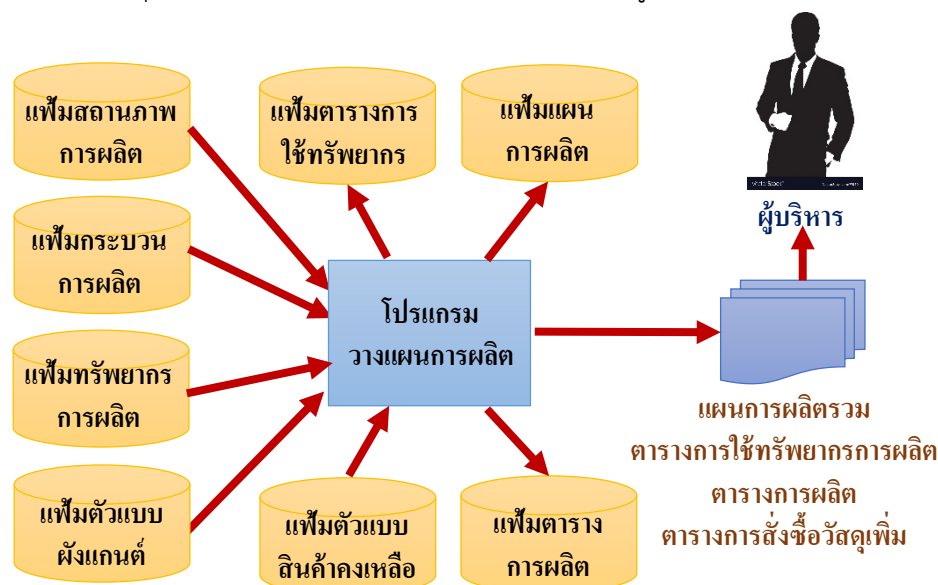 แฟ้มสถานภาพ
การผลิต
แฟ้มตารางการ
ใช้ทรัพยากร
แฟ้มแผน
การผลิต
ผู้บริหาร
แฟ้มกระบวน
การผลิต
โปรแกรม
วางแผนการผลิต
แฟ้มทรัพยากร
การผลิต
แผนการผลิตรวม
ตารางการใช้ทรัพยากรการผลิต
ตารางการผลิต
ตารางการสั่งซื้อวัสดุเพิ่ม
แฟ้มตัวแบบ
ผังแกนต์
แฟ้มตัวแบบ
สินค้าคงเหลือ
แฟ้มตาราง
การผลิต